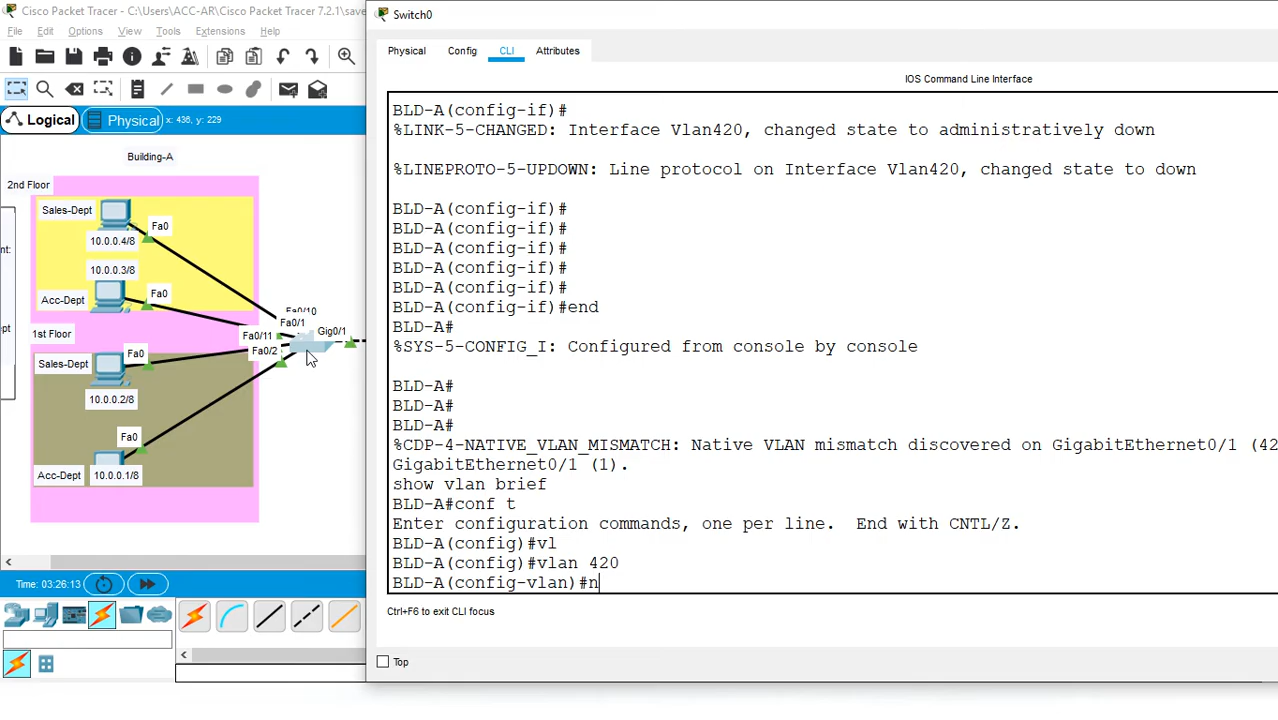 Cisco Packet Tracer - C:\Users\ACC-AR\Cisco Packet Tracer 7.2.1\save
File Edit Options View Tools Extensions Help
Logical Physical x: 436, y: 229
Building-A
2nd Floor
Sales-Dept
Fa0
10.0.0.4/8
nt:
10.0.0.3/8
Acc-Dept
Fa0
Fa0/10
Fa0/1
Gig0/1
ept
1st Floor
Fa0/11
Fa0/2
Sales-Dept
Fa0
10.0.0.2/8
Fa0
Acc-Dept
10.0.0.1/8
Time: 03:26:13
Switch0
Physical Config CLI Attributes
IOS Command Line Interface
BLD-A(config-if)#
%LINK-5-CHANGED: Interface Vlan420, changed state to administratively down
%LINEPROTO-5-UPDOWN: Line protocol on Interface Vlan420, changed state to down
BLD-A(config-if)#
BLD-A(config-if)#
BLD-A(config-if)#
BLD-A(config-if)#
BLD-A(config-if)#
BLD-A(config-if)#end
BLD-A#
%SYS-5-CONFIG_I: Configured from console by console
BLD-A#
BLD-A#
BLD-A#
%CDP-4-NATIVE_VLAN_MISMATCH: Native VLAN mismatch discovered on GigabitEthernet0/1 (42
GigabitEthernet0/1 (1).
show vlan brief
BLD-A#conf t
Enter configuration commands, one per line. End with CNTL/Z.
BLD-A(config)#vl
BLD-A(config)#vlan 420
BLD-A(config-vlan)#n
Ctrl+F6 to exit CLI focus
Top